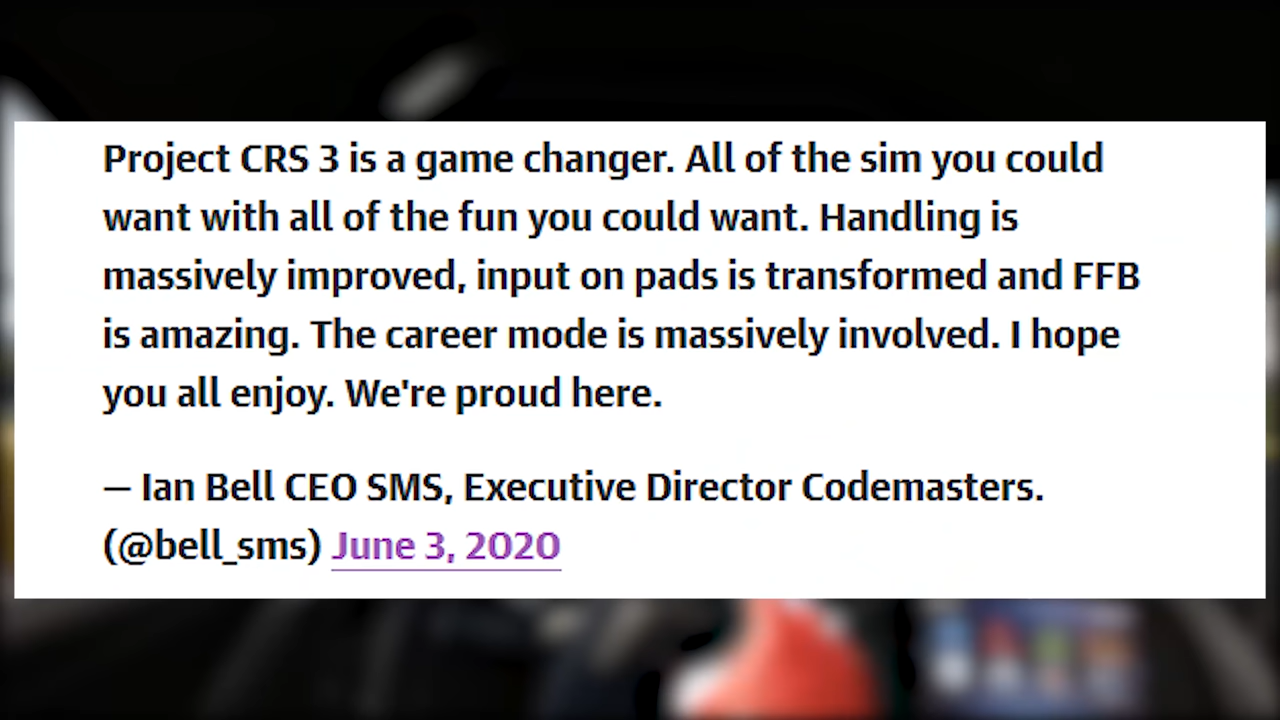 Project CRS 3 is a game changer. All of the sim you could
want with all of the fun you could want. Handling is
massively improved, input on pads is transformed and FFB
is amazing. The career mode is massively involved. I hope
you all enjoy. We're proud here.
— Ian Bell CEO SMS, Executive Director Codemasters.
(@bell_sms) June 3, 2020